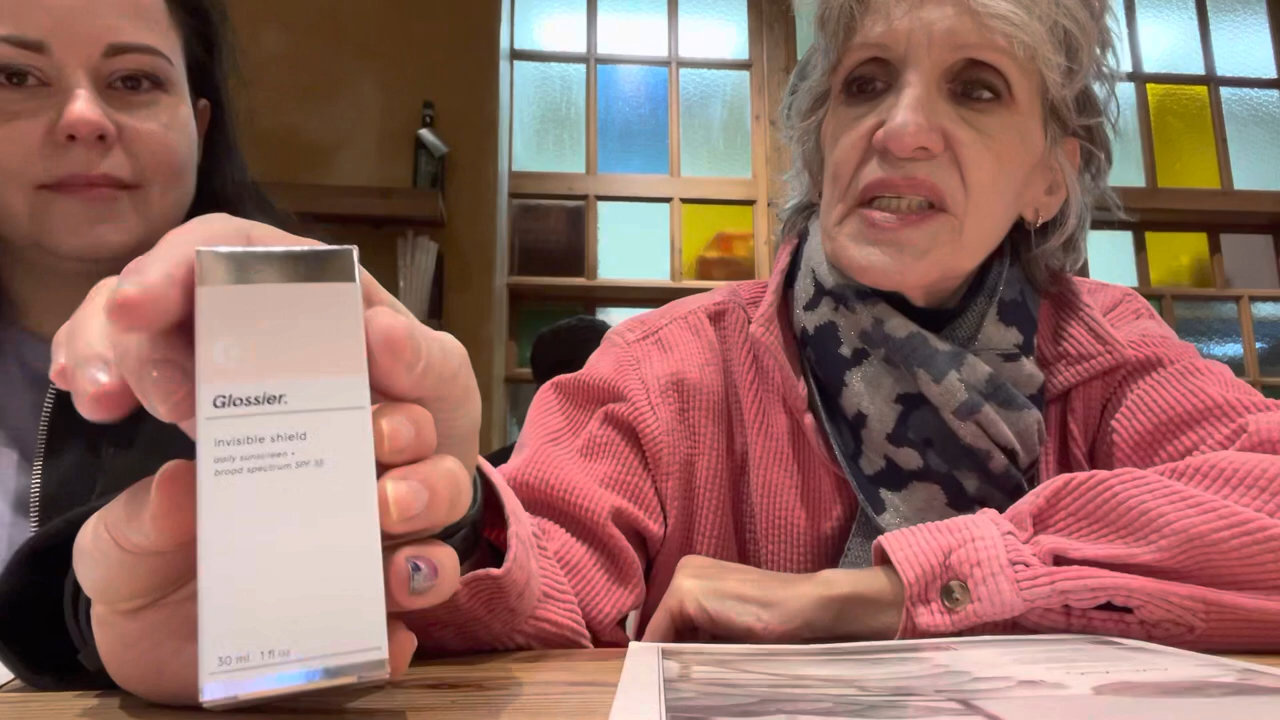 Glossier.
invisible shield
daily sunscreen +
broad spectrum SPF 35
30 ml 1 fl oz